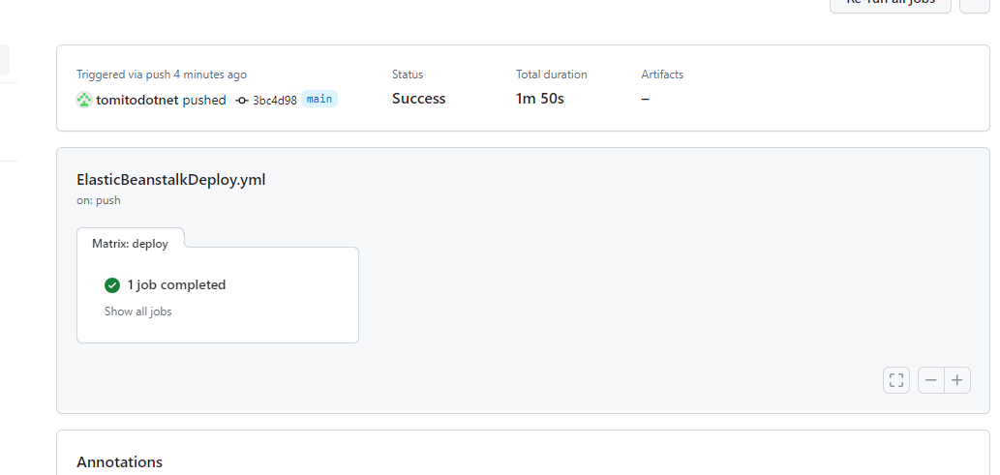 Re-run all jobs
Triggered via push 4 minutes ago
tomitodotnet pushed 3bc4d98 main
Status
Success
Total duration
1m 50s
Artifacts
–
ElasticBeanstalkDeploy.yml
on: push
Matrix: deploy
1 job completed
Show all jobs
Annotations